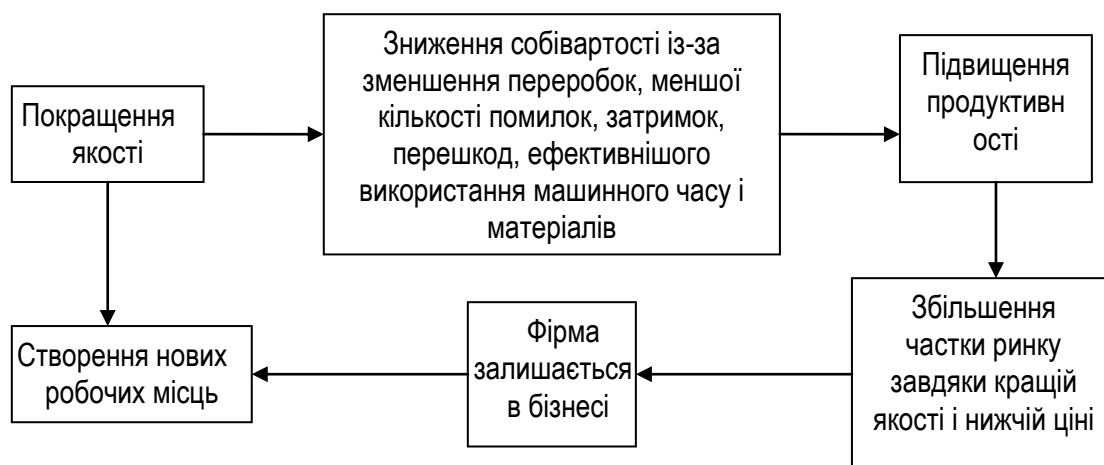 Покращення
якості
Зниження собівартості із-за
зменшення переробок, меншої
кількості помилок, затримок,
перешкод, ефективнішого
використання машинного часу і
матеріалів
Підвищення
продуктивн
ості
Збільшення
частки ринку
завдяки кращій
якості і нижчій ціні
Фірма
залишається
в бізнесі
Створення нових
робочих місць